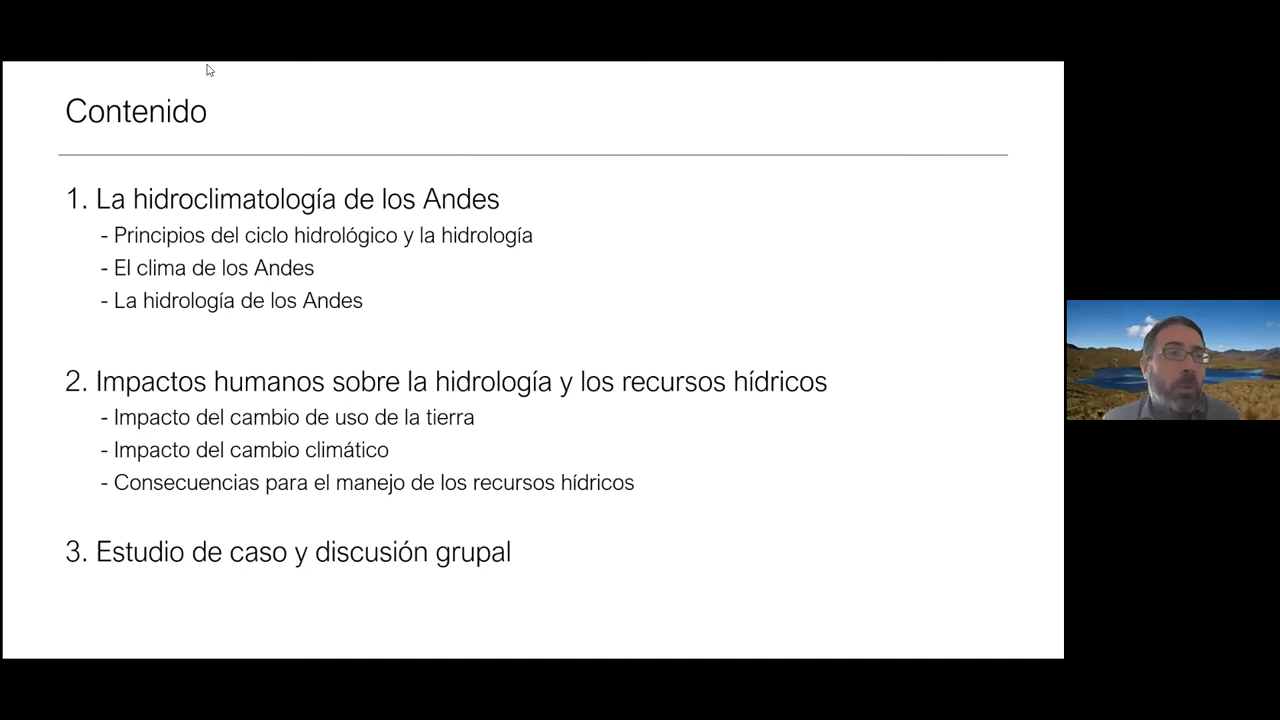 Contenido
1. La hidroclimatología de los Andes
- Principios del ciclo hidrológico y la hidrología
- El clima de los Andes
- La hidrología de los Andes
2. Impactos humanos sobre la hidrología y los recursos hídricos
- Impacto del cambio de uso de la tierra
- Impacto del cambio climático
- Consecuencias para el manejo de los recursos hídricos
3. Estudio de caso y discusión grupal